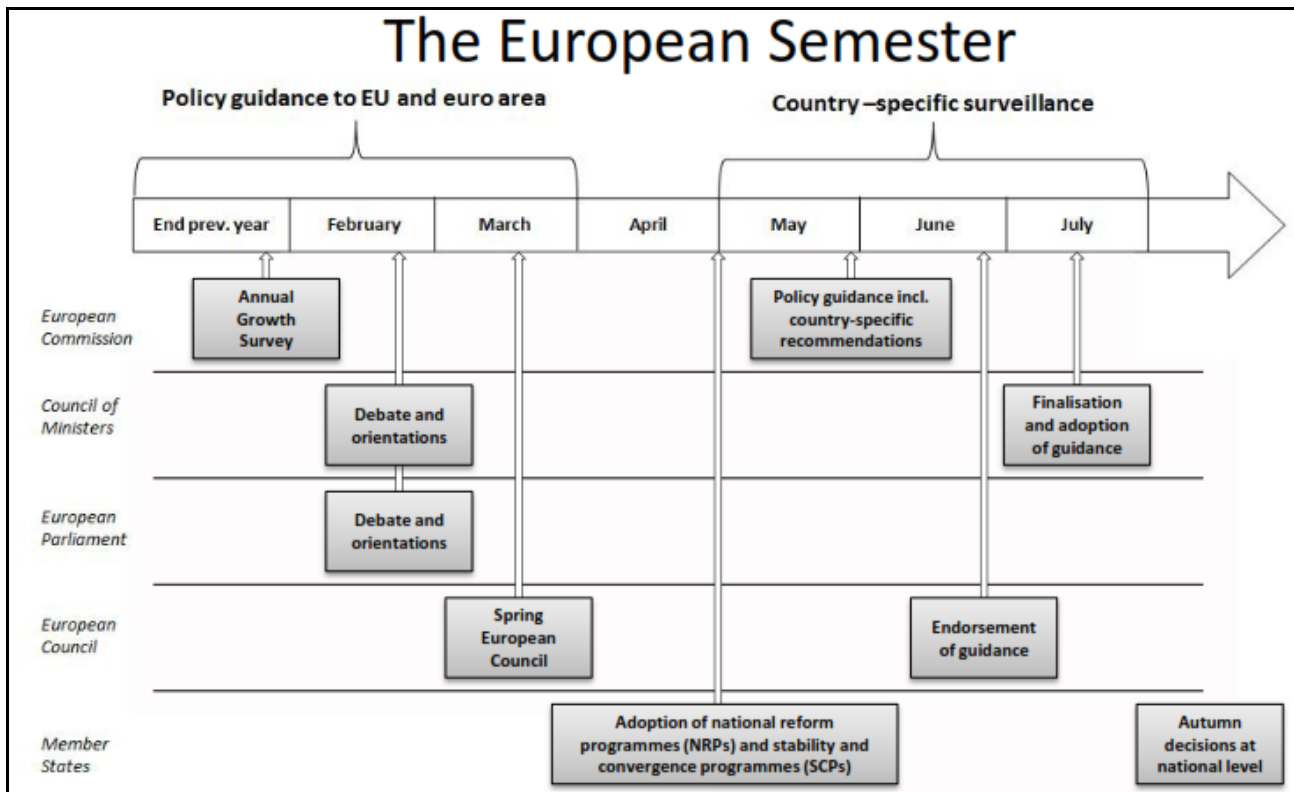 The European Semester
Policy guidance to EU and euro area
Country –specific surveillance
End prev. year
February
March
April
May
June
July
European
Commission
Annual
Growth
Survey
Policy guidance incl.
country-specific
recommendations
Council of
Ministers
Debate and
orientations
Finalisation
and adoption
of guidance
European
Parliament
Debate and
orientations
European
Council
Spring
European
Council
Endorsement
of guidance
Member
States
Adoption of national reform
programmes (NRPs) and stability and
convergence programmes (SCPs)
Autumn
decisions at
national level